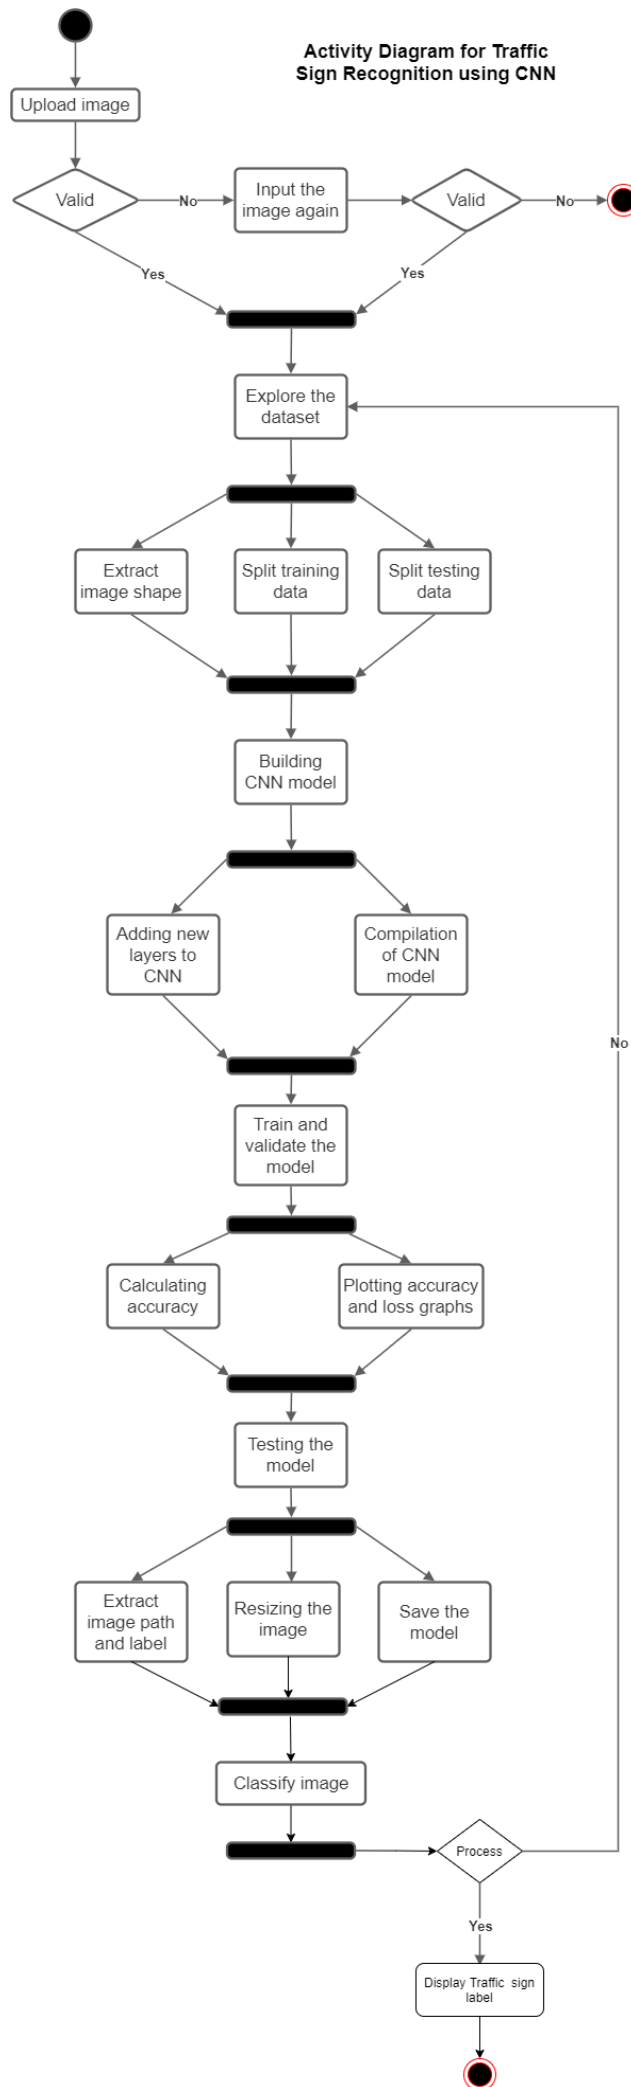 Activity Diagram for Traffic
Sign Recognition using CNN
Upload image
Valid
No
Input the
image again
Valid
No
Yes
Yes
Explore the
dataset
Extract
image shape
Split training
data
Split testing
data
Building
CNN model
Adding new
layers to
CNN
Compilation
of CNN
model
No
Train and
validate the
model
Calculating
accuracy
Plotting accuracy
and loss graphs
Testing the
model
Extract
image path
and label
Resizing the
image
Save the
model
Classify image
Process
Yes
Display Traffic sign
label